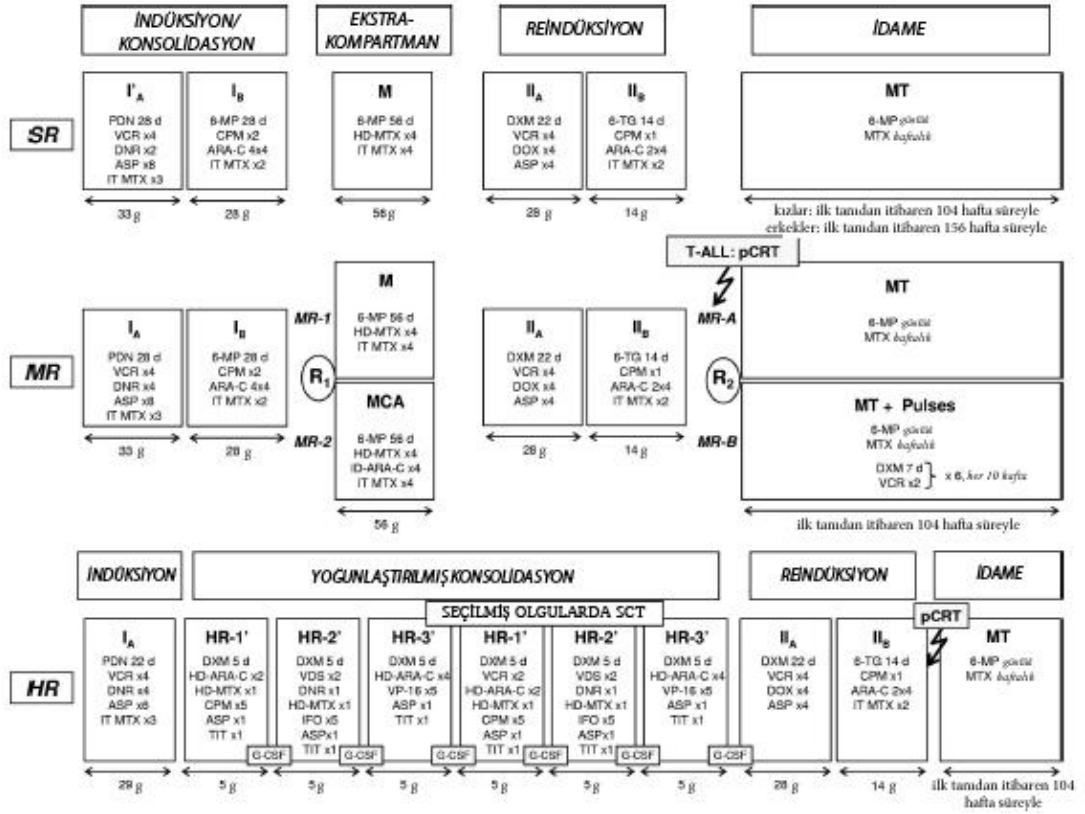 İNDÜKSİYON/
KONSOLİDASYON
EKSTRA-
KOMPARTMAN
REİNDÜKSİYON
İDAME
SR
I'A
PDN 28 d
VCR x4
DNR x2
ASP x8
IT MTX x3
33 g
IB
6-MP 28 d
CPM x2
ARA-C 4x4
IT MTX x2
28 g
M
6-MP 56 d
HD-MTX x4
IT MTX x4
56 g
IIA
DXM 22 d
VCR x4
DOX x4
ASP x4
28 g
IIB
6-TG 14 d
CPM x1
ARA-C 2x4
IT MTX x2
14 g
MT
6-MP günlük
MTX haftalık
kızlar: ilk tanıdan itibaren 104 hafta süreyle
erkekler: ilk tanıdan itibaren 156 hafta süreyle
T-ALL: pCRT
MR
IA
PDN 28 d
VCR x4
DNR x4
ASP x8
IT MTX x3
33 g
IB
6-MP 28 d
CPM x2
ARA-C 4x4
IT MTX x2
28 g
MR-1
R1
MR-2
M
6-MP 56 d
HD-MTX x4
IT MTX x4
MCA
6-MP 56 d
HD-MTX x4
ID-ARA-C x4
IT MTX x4
56 g
IIA
DXM 22 d
VCR x4
DOX x4
ASP x4
28 g
IIB
6-TG 14 d
CPM x1
ARA-C 2x4
IT MTX x2
14 g
MR-A
R2
MR-B
MT
6-MP günlük
MTX haftalık
MT + Pulses
6-MP günlük
MTX haftalık
DXM 7 d
VCR x2
x 6, her 10 hafta
ilk tanıdan itibaren 104 hafta süreyle
İNDÜKSİYON
YOĞUNLAŞTIRILMIŞ KONSOLİDASYON
REİNDÜKSİYON
İDAME
SEÇİLMİŞ OLGULARDA SCT
pCRT
HR
IA
PDN 22 d
VCR x4
DNR x4
ASP x6
IT MTX x3
29 g
HR-1'
DXM 5 d
HD-ARA-C x2
HD-MTX x1
CPM x5
ASP x1
TIT x1
G-CSF
5 g
HR-2'
DXM 5 d
VDS x2
DNR x1
HD-MTX x1
IFO x5
ASPx1
TIT x1
G-CSF
5 g
HR-3'
DXM 5 d
HD-ARA-C x4
VP-16 x5
ASP x1
TIT x1
G-CSF
5 g
HR-1'
DXM 5 d
VCR x2
HD-ARA-C x2
HD-MTX x1
CPM x5
ASP x1
TIT x1
G-CSF
5 g
HR-2'
DXM 5 d
VDS x2
DNR x1
HD-MTX x1
IFO x5
ASPx1
TIT x1
G-CSF
5 g
HR-3'
DXM 5 d
HD-ARA-C x4
VP-16 x5
ASP x1
TIT x1
G-CSF
5 g
IIA
DXM 22 d
VCR x4
DOX x4
ASP x4
28 g
IIB
6-TG 14 d
CPM x1
ARA-C 2x4
IT MTX x2
14 g
MT
6-MP günlük
MTX haftalık
ilk tanıdan itibaren 104
hafta süreyle